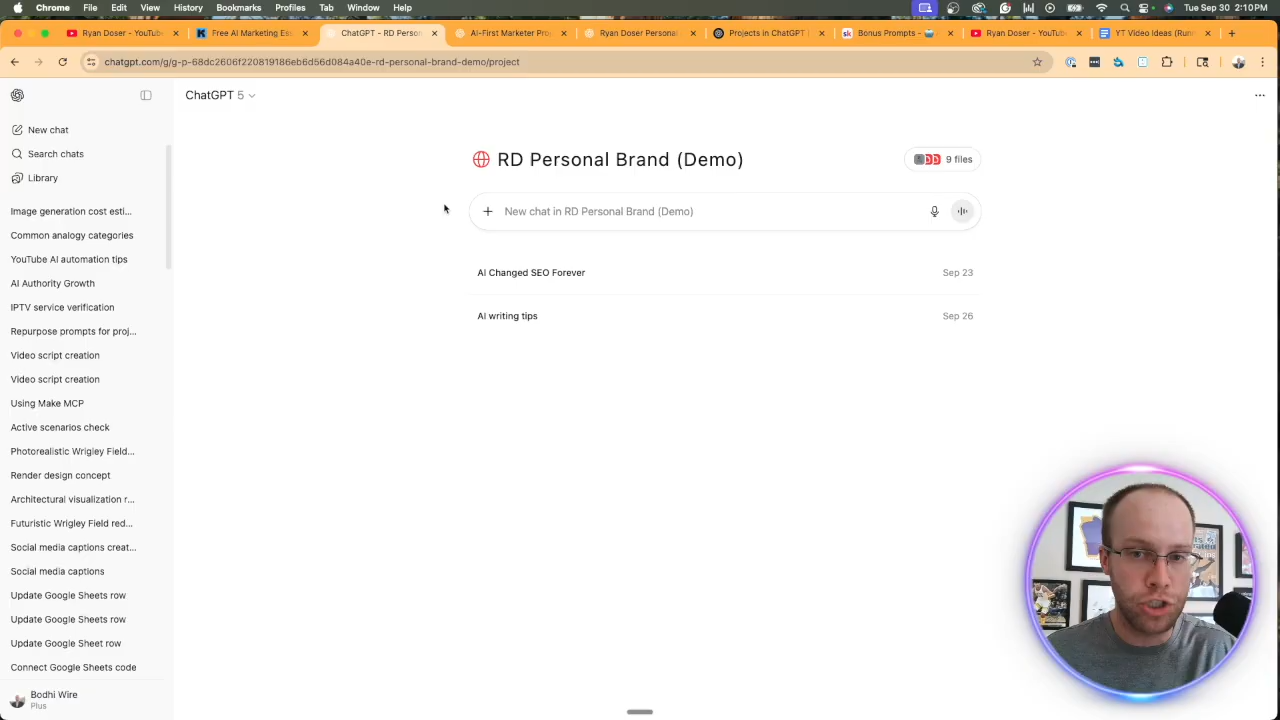 Chrome File Edit View History Bookmarks Profiles Tab Window Help
Tue Sep 30 2:10 PM
Ryan Doser - YouTube
Free AI Marketing Es
ChatGPT - RD Person
AI-First Marketer Pro
Ryan Doser Personal
Projects in ChatGPT
Bonus Prompts -
Ryan Doser - YouTube
YT Video Ideas (Run
chatgpt.com/g/g-p-68dc2606f220819186eb6d56d084a40e-rd-personal-brand-demo/project
ChatGPT 5
New chat
Search chats
Library
Image generation cost esti...
Common analogy categories
YouTube AI automation tips
AI Authority Growth
IPTV service verification
Repurpose prompts for proj...
Video script creation
Video script creation
Using Make MCP
Active scenarios check
Photorealistic Wrigley Field...
Render design concept
Architectural visualization r...
Futuristic Wrigley Field red...
Social media captions creat...
Social media captions
Update Google Sheets row
Update Google Sheets row
Update Google Sheet row
Connect Google Sheets code
Bodhi Wire
Plus
RD Personal Brand (Demo)
9 files
New chat in RD Personal Brand (Demo)
AI Changed SEO Forever
Sep 23
AI writing tips
Sep 26